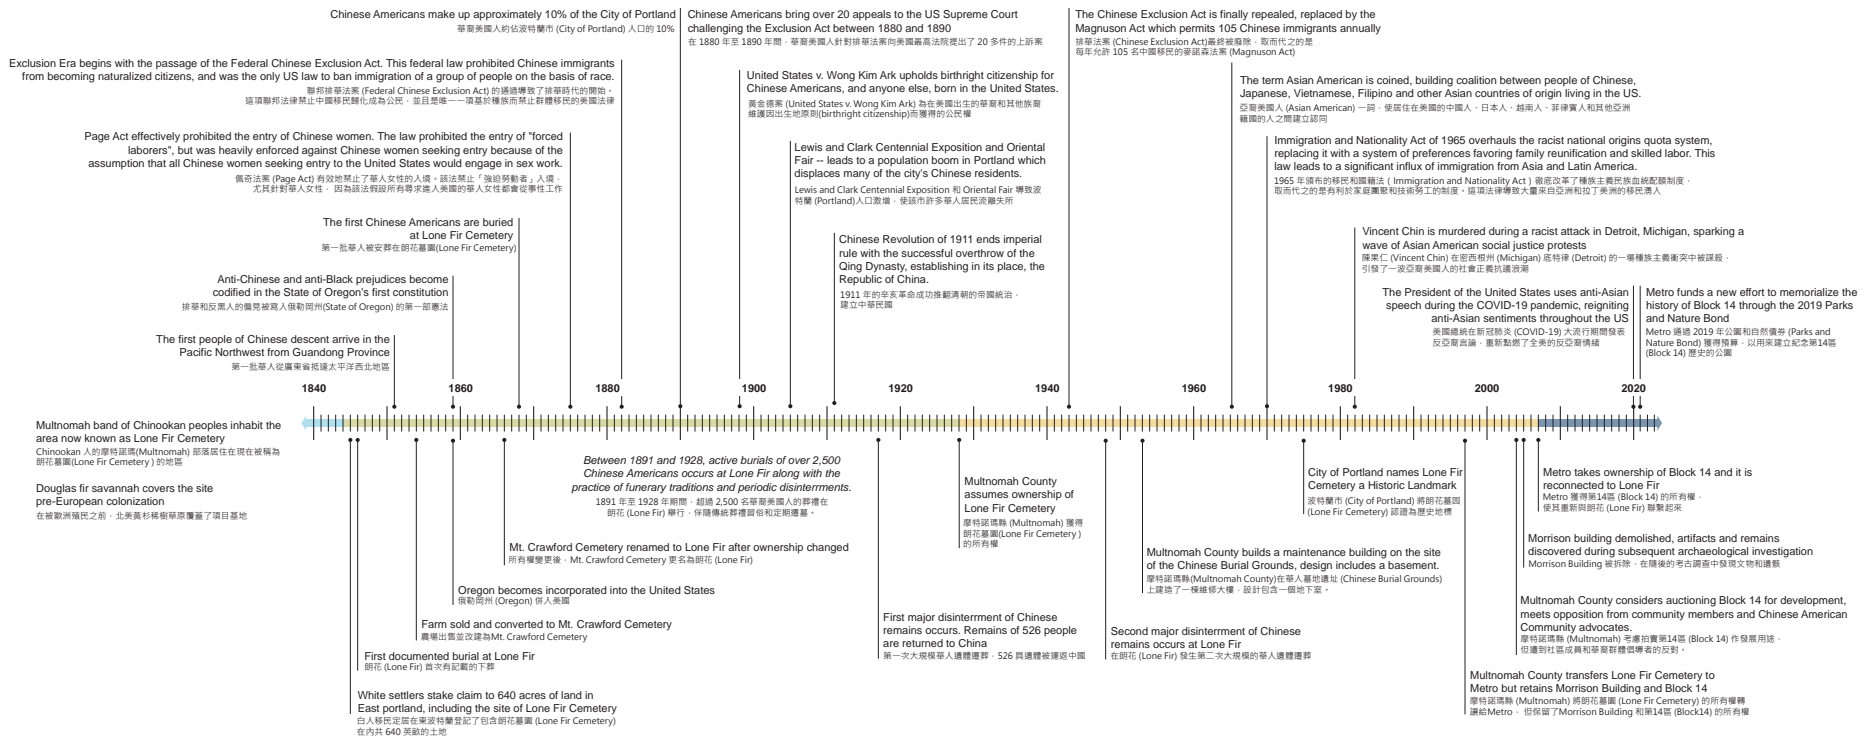 Chinese Americans make up approximately 10% of the City of Portland
華裔美國人約佔波特蘭市 (City of Portland) 人口的 10%
Exclusion Era begins with the passage of the Federal Chinese Exclusion Act. This federal law prohibited Chinese immigrants
from becoming naturalized citizens, and was the only US law to ban immigration of a group of people on the basis of race.
聯邦排華法案 (Federal Chinese Exclusion Act) 的通過導致了排華時代的開始。
這項聯邦法律禁止中國移民歸化成為公民，並且是唯一一項基於種族而禁止群體移民的美國法律
Page Act effectively prohibited the entry of Chinese women. The law prohibited the entry of "forced
laborers", but was heavily enforced against Chinese women seeking entry because of the
assumption that all Chinese women seeking entry to the United States would engage in sex work.
佩奇法案 (Page Act) 有效地禁止了華人女性的入境。該法禁止「強迫勞動者」入境，
尤其針對華人女性， 因為該法假設所有尋求進入美國的華人女性都會從事性工作
The first Chinese Americans are buried
at Lone Fir Cemetery
第一批華人被安葬在朗花墓園(Lone Fir Cemetery)
Anti-Chinese and anti-Black prejudices become
codified in the State of Oregon's first constitution
排華和反黑人的偏見被寫入俄勒岡州(State of Oregon) 的第一部憲法
The first people of Chinese descent arrive in the
Pacific Northwest from Guandong Province
第一批華人從廣東省抵達太平洋西北地區
Chinese Americans bring over 20 appeals to the US Supreme Court
challenging the Exclusion Act between 1880 and 1890
在 1880 年至 1890 年間，華裔美國人針對排華法案向美國最高法院提出了 20 多件的上訴案
United States v. Wong Kim Ark upholds birthright citizenship for
Chinese Americans, and anyone else, born in the United States.
黃金德案 (United States v. Wong Kim Ark) 為在美國出生的華裔和其他族裔
維護因出生地原則(birthright citizenship)而獲得的公民權
Lewis and Clark Centennial Exposition and Oriental
Fair -- leads to a population boom in Portland which
displaces many of the city's Chinese residents.
Lewis and Clark Centennial Exposition 和 Oriental Fair 導致波
特蘭 (Portland)人口激增，使該市許多華人居民流離失所
Chinese Revolution of 1911 ends imperial
rule with the successful overthrow of the
Qing Dynasty, establishing in its place, the
Republic of China.
1911 年的辛亥革命成功推翻清朝的帝國統治，
建立中華民國
The Chinese Exclusion Act is finally repealed, replaced by the
Magnuson Act which permits 105 Chinese immigrants annually
排華法案 (Chinese Exclusion Act)最終被廢除，取而代之的是
每年允許 105 名中國移民的麥諾森法案 (Magnuson Act)
The term Asian American is coined, building coalition between people of Chinese,
Japanese, Vietnamese, Filipino and other Asian countries of origin living in the US.
亞裔美國人 (Asian American) 一詞，使居住在美國的中國人、日本人、越南人、菲律賓人和其他亞洲
籍國的人之間建立認同
Immigration and Nationality Act of 1965 overhauls the racist national origins quota system,
replacing it with a system of preferences favoring family reunification and skilled labor. This
law leads to a significant influx of immigration from Asia and Latin America.
1965 年頒布的移民和國籍法 ( Immigration and Nationality Act ) 徹底改革了種族主義民族血統配額制度，
取而代之的是有利於家庭團聚和技術勞工的制度。這項法律導致大量來自亞洲和拉丁美洲的移民湧入
Vincent Chin is murdered during a racist attack in Detroit, Michigan, sparking a
wave of Asian American social justice protests
陳果仁 (Vincent Chin) 在密西根州 (Michigan) 底特律 (Detroit) 的一場種族主義衝突中被謀殺，
引發了一波亞裔美國人的社會正義抗議浪潮
The President of the United States uses anti-Asian
speech during the COVID-19 pandemic, reigniting
anti-Asian sentiments throughout the US
美國總統在新冠肺炎 (COVID-19) 大流行期間發表
反亞裔言論，重新點燃了全美的反亞裔情緒
Metro funds a new effort to memorialize the
history of Block 14 through the 2019 Parks
and Nature Bond
Metro 通過 2019 年公園和自然債券 (Parks and
Nature Bond) 獲得預算，以用來建立紀念第14區
(Block 14) 歷史的公園
1840 1860 1880 1900 1920 1940 1960 1980 2000 2020
Multnomah band of Chinookan peoples inhabit the
area now known as Lone Fir Cemetery
Chinookan 人的摩特諾瑪(Multnomah) 部落居住在現在被稱為
朗花墓園(Lone Fir Cemetery ) 的地區
Douglas fir savannah covers the site
pre-European colonization
在被歐洲殖民之前，北美黃杉稀樹草原覆蓋了項目基地
Between 1891 and 1928, active burials of over 2,500
Chinese Americans occurs at Lone Fir along with the
practice of funerary traditions and periodic disinterrments.
1891 年至 1928 年期間，超過 2,500 名華裔美國人的葬禮在
朗花 (Lone Fir) 舉行，伴隨傳統葬禮習俗和定期遷墓。
Mt. Crawford Cemetery renamed to Lone Fir after ownership changed
所有權變更後，Mt. Crawford Cemetery 更名為朗花 (Lone Fir)
Oregon becomes incorporated into the United States
俄勒岡州 (Oregon) 併入美國
Farm sold and converted to Mt. Crawford Cemetery
農場出售並改建為Mt. Crawford Cemetery
First documented burial at Lone Fir
朗花 (Lone Fir) 首次有記載的下葬
White settlers stake claim to 640 acres of land in
East portland, including the site of Lone Fir Cemetery
白人移民定居在東波特蘭登記了包含朗花墓園 (Lone Fir Cemetery)
在內共 640 英畝的土地
Multnomah County
assumes ownership of
Lone Fir Cemetery
摩特諾瑪縣 (Multnomah) 獲得
朗花墓園(Lone Fir Cemetery )
的所有權
First major disinterment of Chinese
remains occurs. Remains of 526 people
are returned to China
第一次大規模華人遺體遷葬，526 具遺體被運返中國
Multnomah County builds a maintenance building on the site
of the Chinese Burial Grounds, design includes a basement.
摩特諾瑪縣(Multnomah County)在華人墓地遺址 (Chinese Burial Grounds)
上建造了一棟維修大樓，設計包含一個地下室。
Second major disinterrment of Chinese
remains occurs at Lone Fir
在朗花 (Lone Fir) 發生第二次大規模的華人遺體遷葬
City of Portland names Lone Fir
Cemetery a Historic Landmark
波特蘭市 (City of Portland) 將朗花墓园
(Lone Fir Cemetery) 認證為歷史地標
Metro takes ownership of Block 14 and it is
reconnected to Lone Fir
Metro 獲得第14區 (Block 14) 的所有權，
使其重新與朗花 (Lone Fir) 聯繫起來
Morrison building demolished, artifacts and remains
discovered during subsequent archaeological investigation
Morrison Building 被拆除，在隨後的考古調查中發現文物和遺骸
Multnomah County considers auctioning Block 14 for development,
meets opposition from community members and Chinese American
Community advocates.
摩特諾瑪縣 (Multnomah) 考慮拍賣第14區 (Block 14) 作發展用途，
但遭到社區成員和華裔群體倡導者的反對。
Multnomah County transfers Lone Fir Cemetery to
Metro but retains Morrison Building and Block 14
摩特諾瑪縣 (Multnomah) 將朗花墓園 (Lone Fir Cemetery) 的所有權轉
讓給Metro， 但保留了Morrison Building 和第14區 (Block14) 的所有權